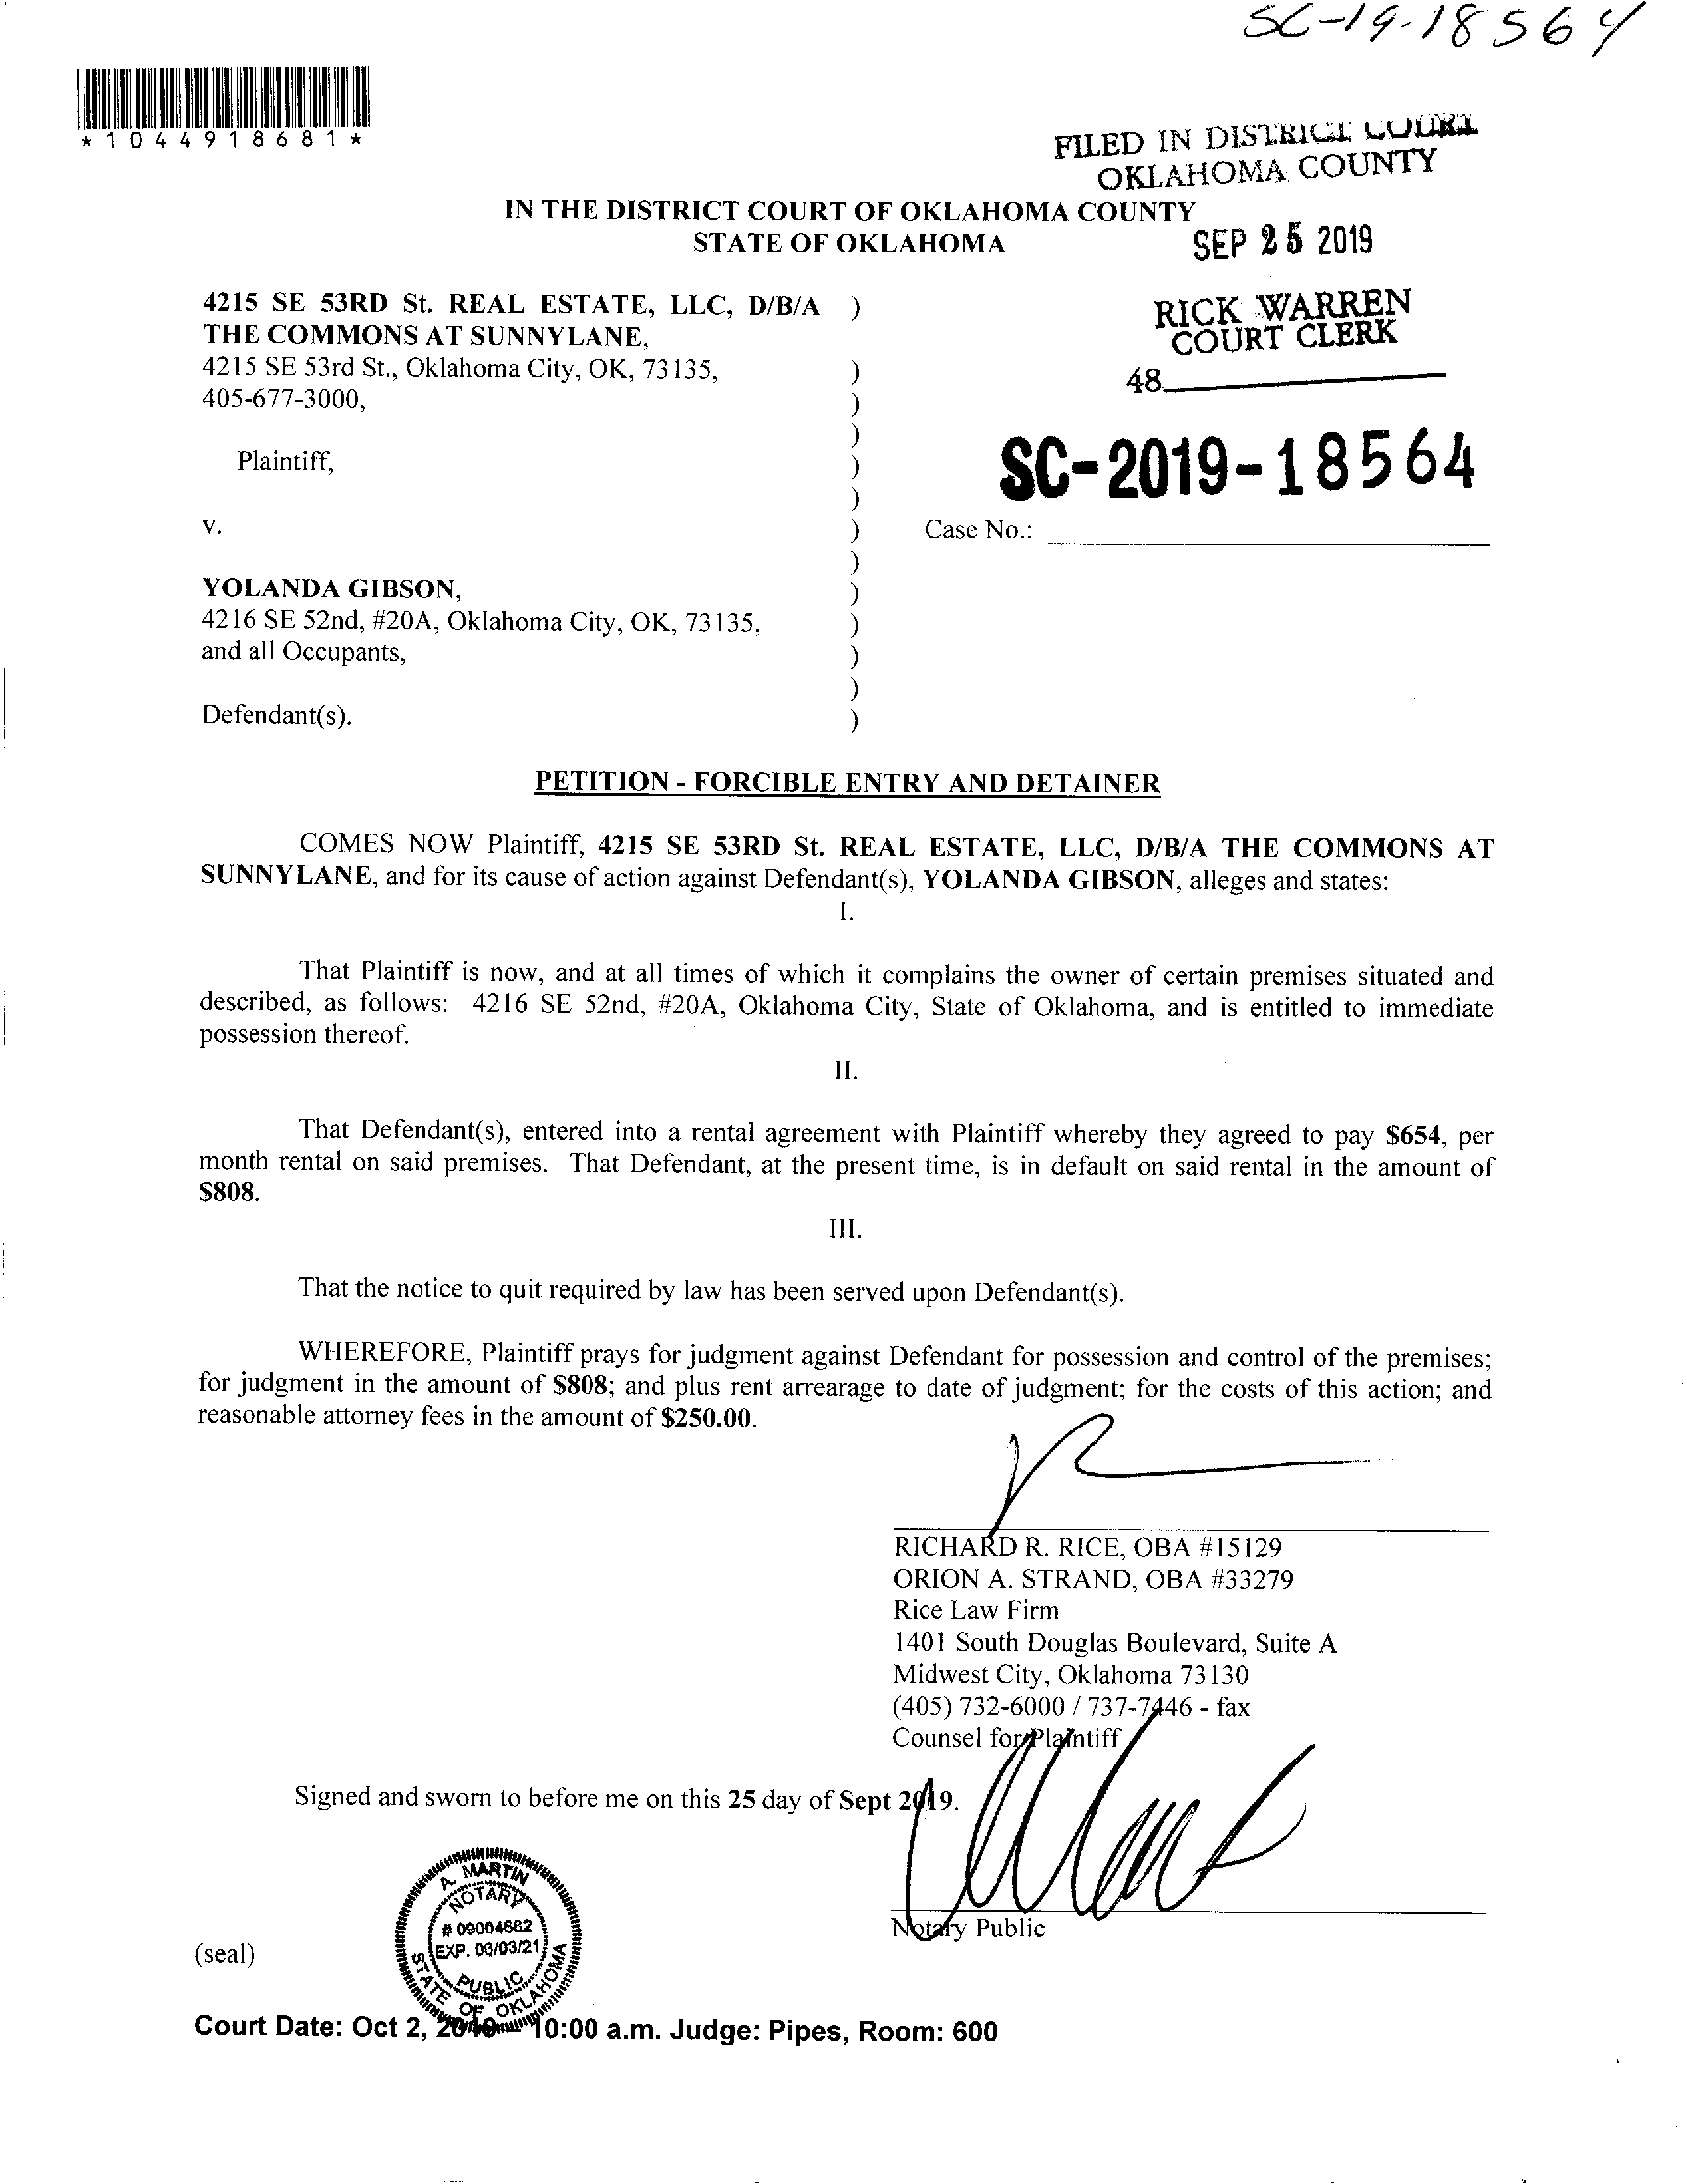 SC-19-18564
*1044918681*
FILED IN DISTRICT COURT
OKLAHOMA COUNTY
IN THE DISTRICT COURT OF OKLAHOMA COUNTY
STATE OF OKLAHOMA
SEP 25 2019
4215 SE 53RD St. REAL ESTATE, LLC, D/B/A )
THE COMMONS AT SUNNYLANE,
4215 SE 53rd St., Oklahoma City, OK, 73135, )
405-677-3000, )
RICK WARREN
COURT CLERK
48
)
Plaintiff, )
)
SC-2019-18564
v. ) Case No.:
)
YOLANDA GIBSON, )
4216 SE 52nd, #20A, Oklahoma City, OK, 73135, )
and all Occupants, )
)
Defendant(s). )
PETITION - FORCIBLE ENTRY AND DETAINER
COMES NOW Plaintiff, 4215 SE 53RD St. REAL ESTATE, LLC, D/B/A THE COMMONS AT
SUNNYLANE, and for its cause of action against Defendant(s), YOLANDA GIBSON, alleges and states:
I.
That Plaintiff is now, and at all times of which it complains the owner of certain premises situated and
described, as follows: 4216 SE 52nd, #20A, Oklahoma City, State of Oklahoma, and is entitled to immediate
possession thereof.
II.
That Defendant(s), entered into a rental agreement with Plaintiff whereby they agreed to pay $654, per
month rental on said premises. That Defendant, at the present time, is in default on said rental in the amount of
$808.
III.
That the notice to quit required by law has been served upon Defendant(s).
WHEREFORE, Plaintiff prays for judgment against Defendant for possession and control of the premises;
for judgment in the amount of $808; and plus rent arrearage to date of judgment; for the costs of this action; and
reasonable attorney fees in the amount of $250.00.
RICHARD R. RICE, OBA #15129
ORION A. STRAND, OBA #33279
Rice Law Firm
1401 South Douglas Boulevard, Suite A
Midwest City, Oklahoma 73130
(405) 732-6000 / 737-7446 - fax
Counsel for Plaintiff
Signed and sworn to before me on this 25 day of Sept 2019.
A. MARTIN
NOTARY
# 09004662
EXP. 03/03/21
PUBLIC
STATE OF OKLAHOMA
Notary Public
(seal)
Court Date: Oct 2, 2019 10:00 a.m. Judge: Pipes, Room: 600